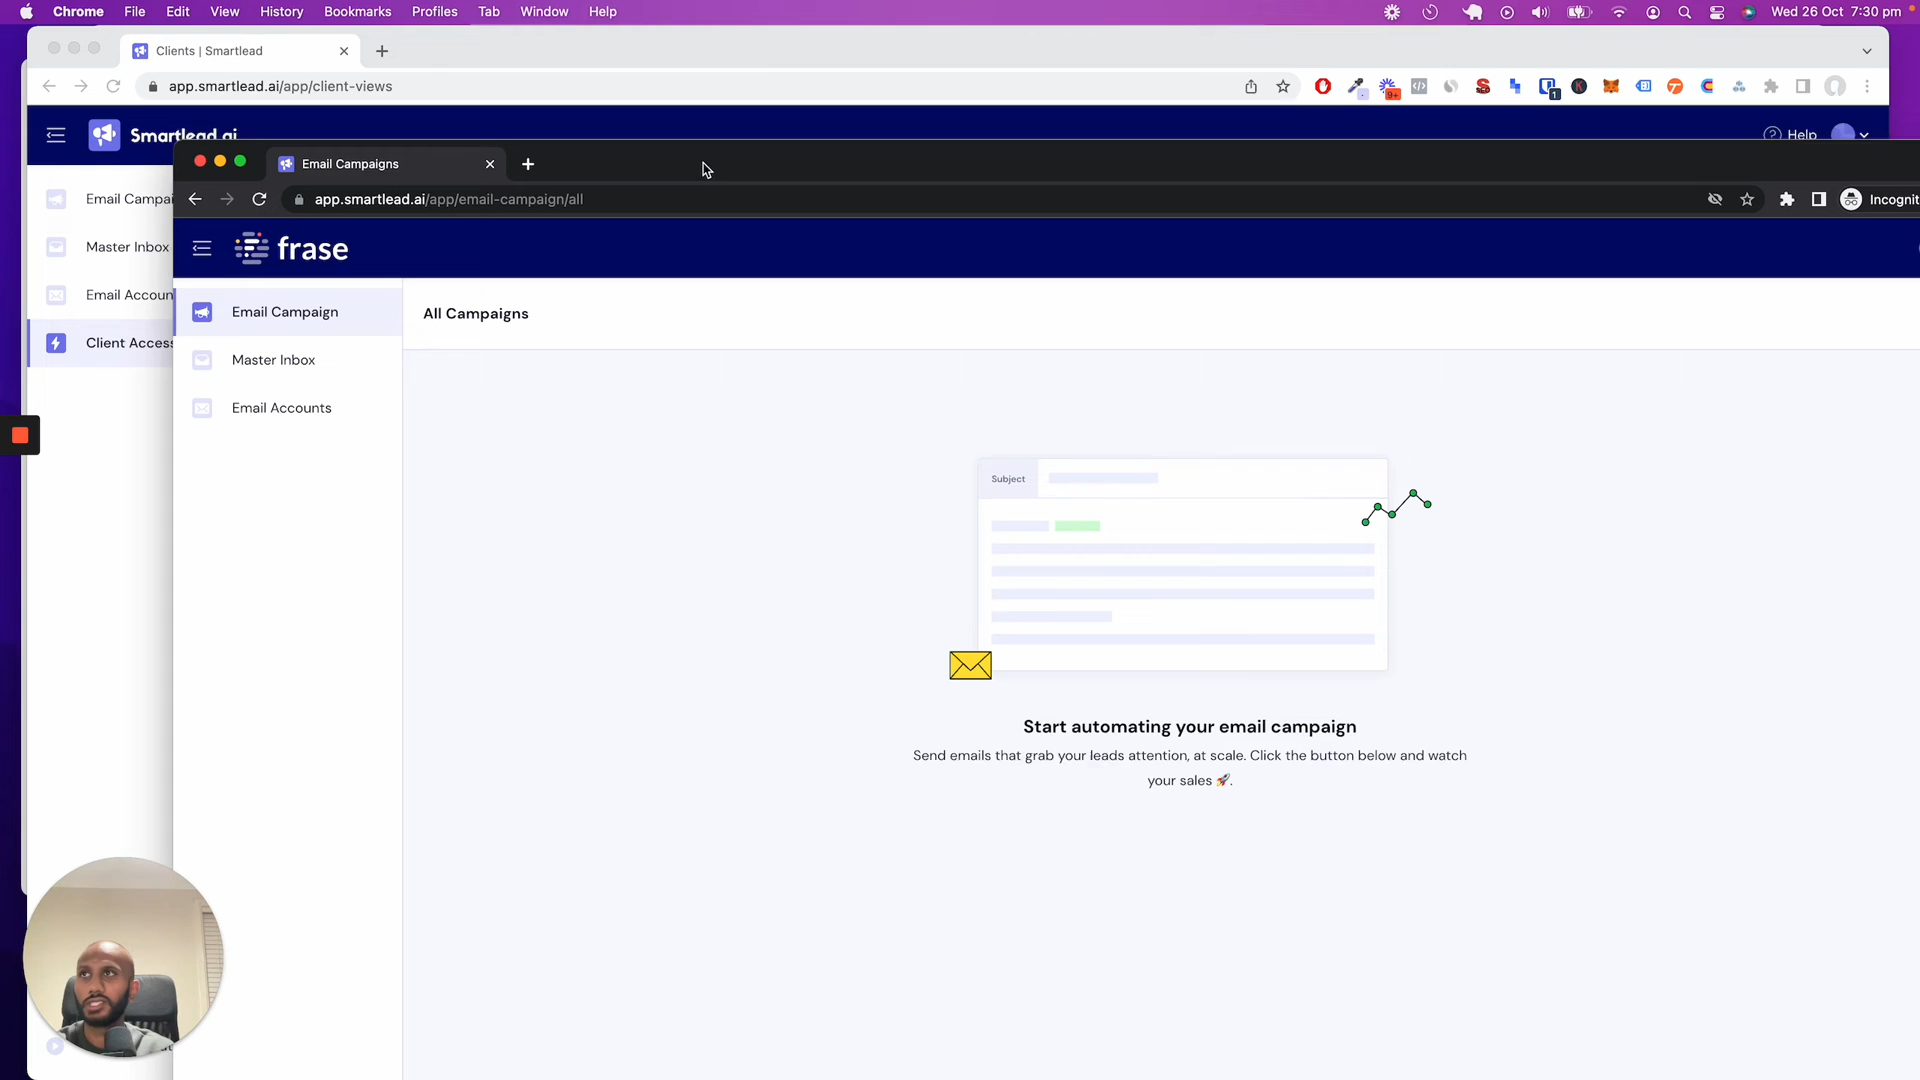 Chrome File Edit View History Bookmarks Profiles Tab Window Help
Wed 26 Oct 7:30 pm
Clients | Smartlead
app.smartlead.ai/app/client-views
9+
1
Smartlead.ai
Help
Email Campai
Master Inbox
Email Accoun
Client Access
Email Campaigns
app.smartlead.ai/app/email-campaign/all
Incognit
frase
Email Campaign
Master Inbox
Email Accounts
All Campaigns
Subject
Start automating your email campaign
Send emails that grab your leads attention, at scale. Click the button below and watch
your sales 🚀.